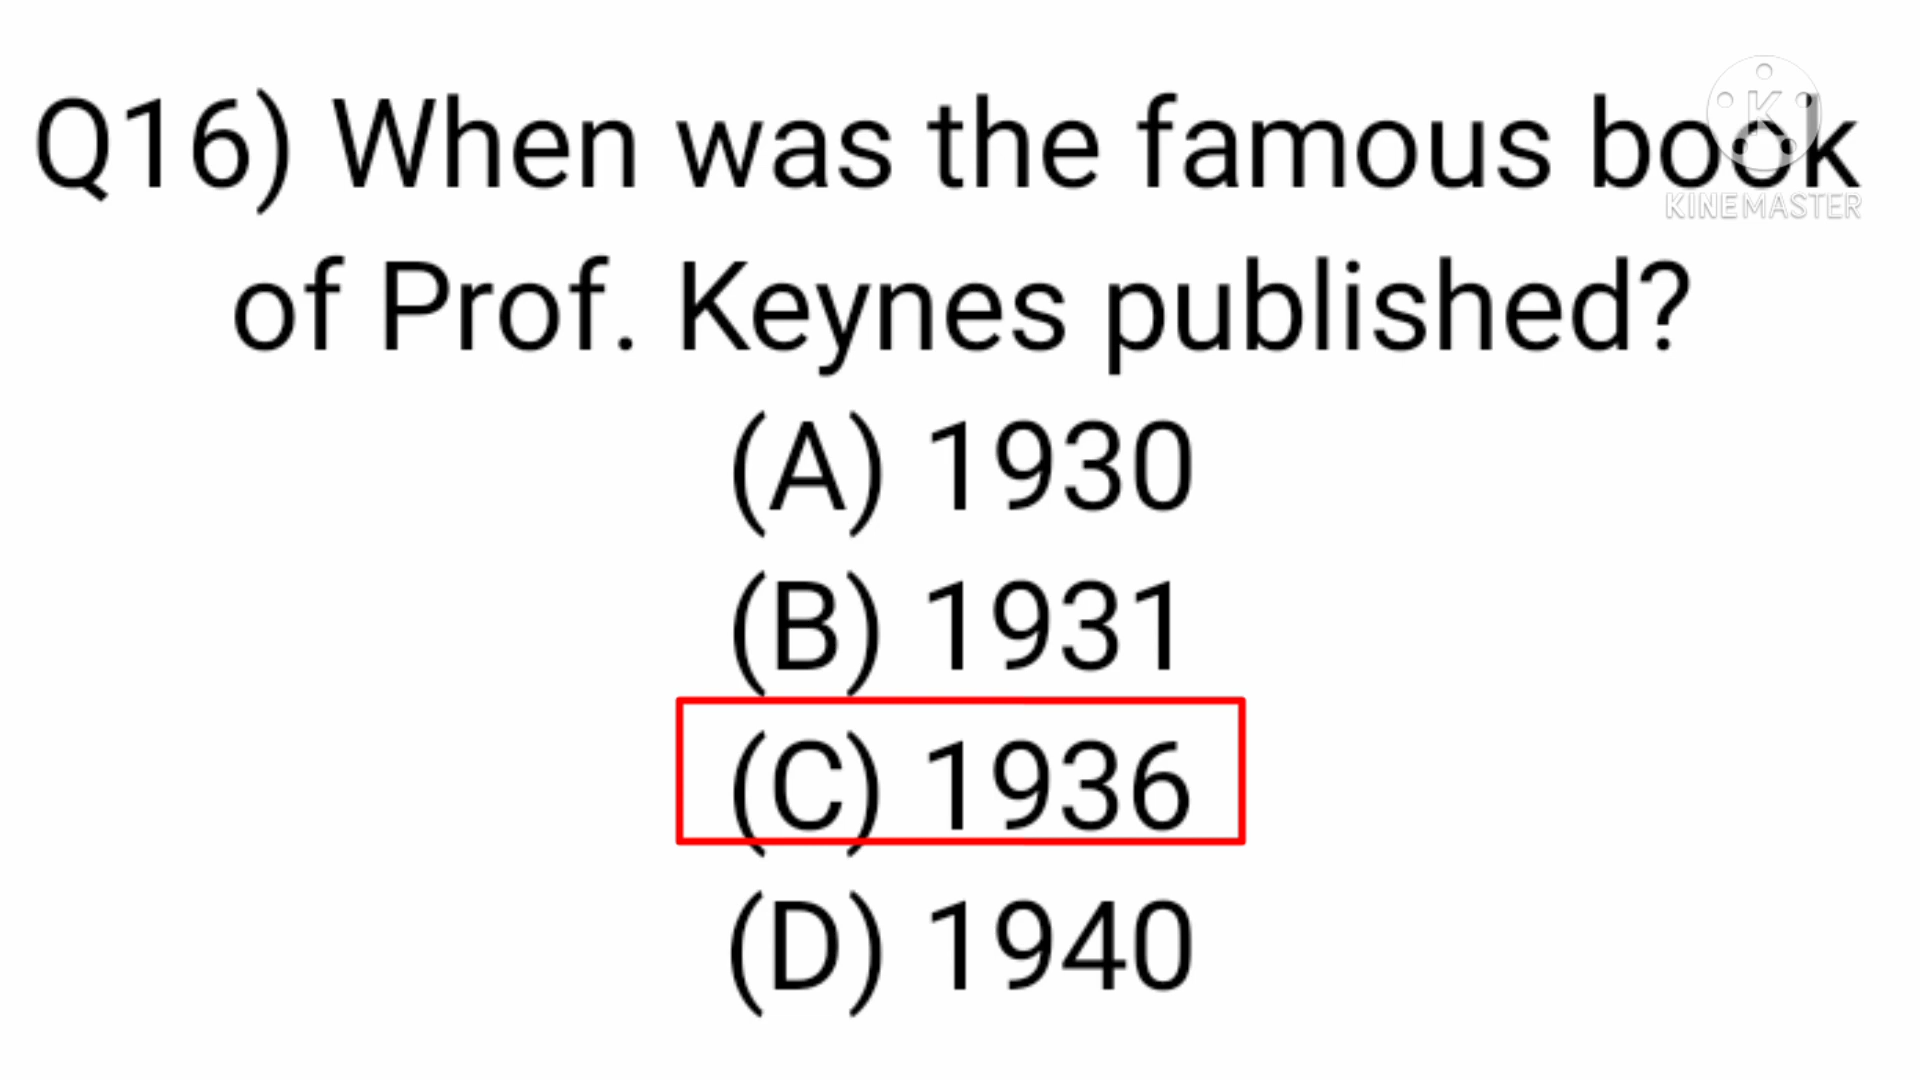 Q16) When was the famous book
of Prof. Keynes published?
(A) 1930
(B) 1931
(C) 1936
(D) 1940
K
KINEMASTER